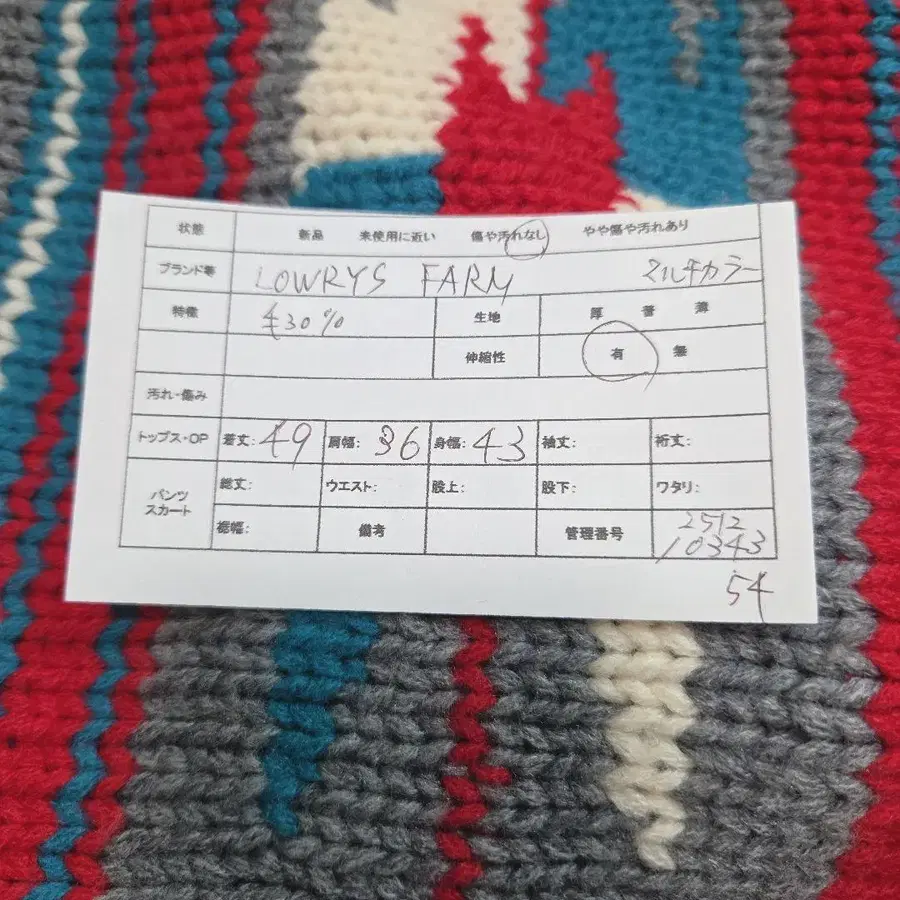 状態 新品 未使用に近い 傷や汚れなし やや傷や汚れあり
ブランド等 LOWRYS FARM マルチカラー
特徴 毛30% 生地 厚 普 薄
伸縮性 有 無
汚れ・傷み
トップス・OP 着丈: 49 肩幅: 36 身幅: 43 袖丈: 裄丈:
パンツ スカート 総丈: ウエスト: 股上: 股下: ワタリ:
裾幅: 備考 管理番号 2512
10343
54